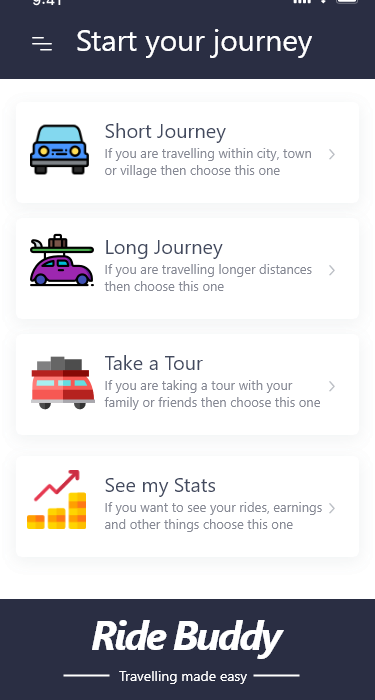 9:41
Start your journey
Short Journey
If you are travelling within city, town
or village then choose this one
Long Journey
If you are travelling longer distances
then choose this one
Take a Tour
If you are taking a tour with your
family or friends then choose this one
See my Stats
If you want to see your rides, earnings
and other things choose this one
Ride Buddy
Travelling made easy